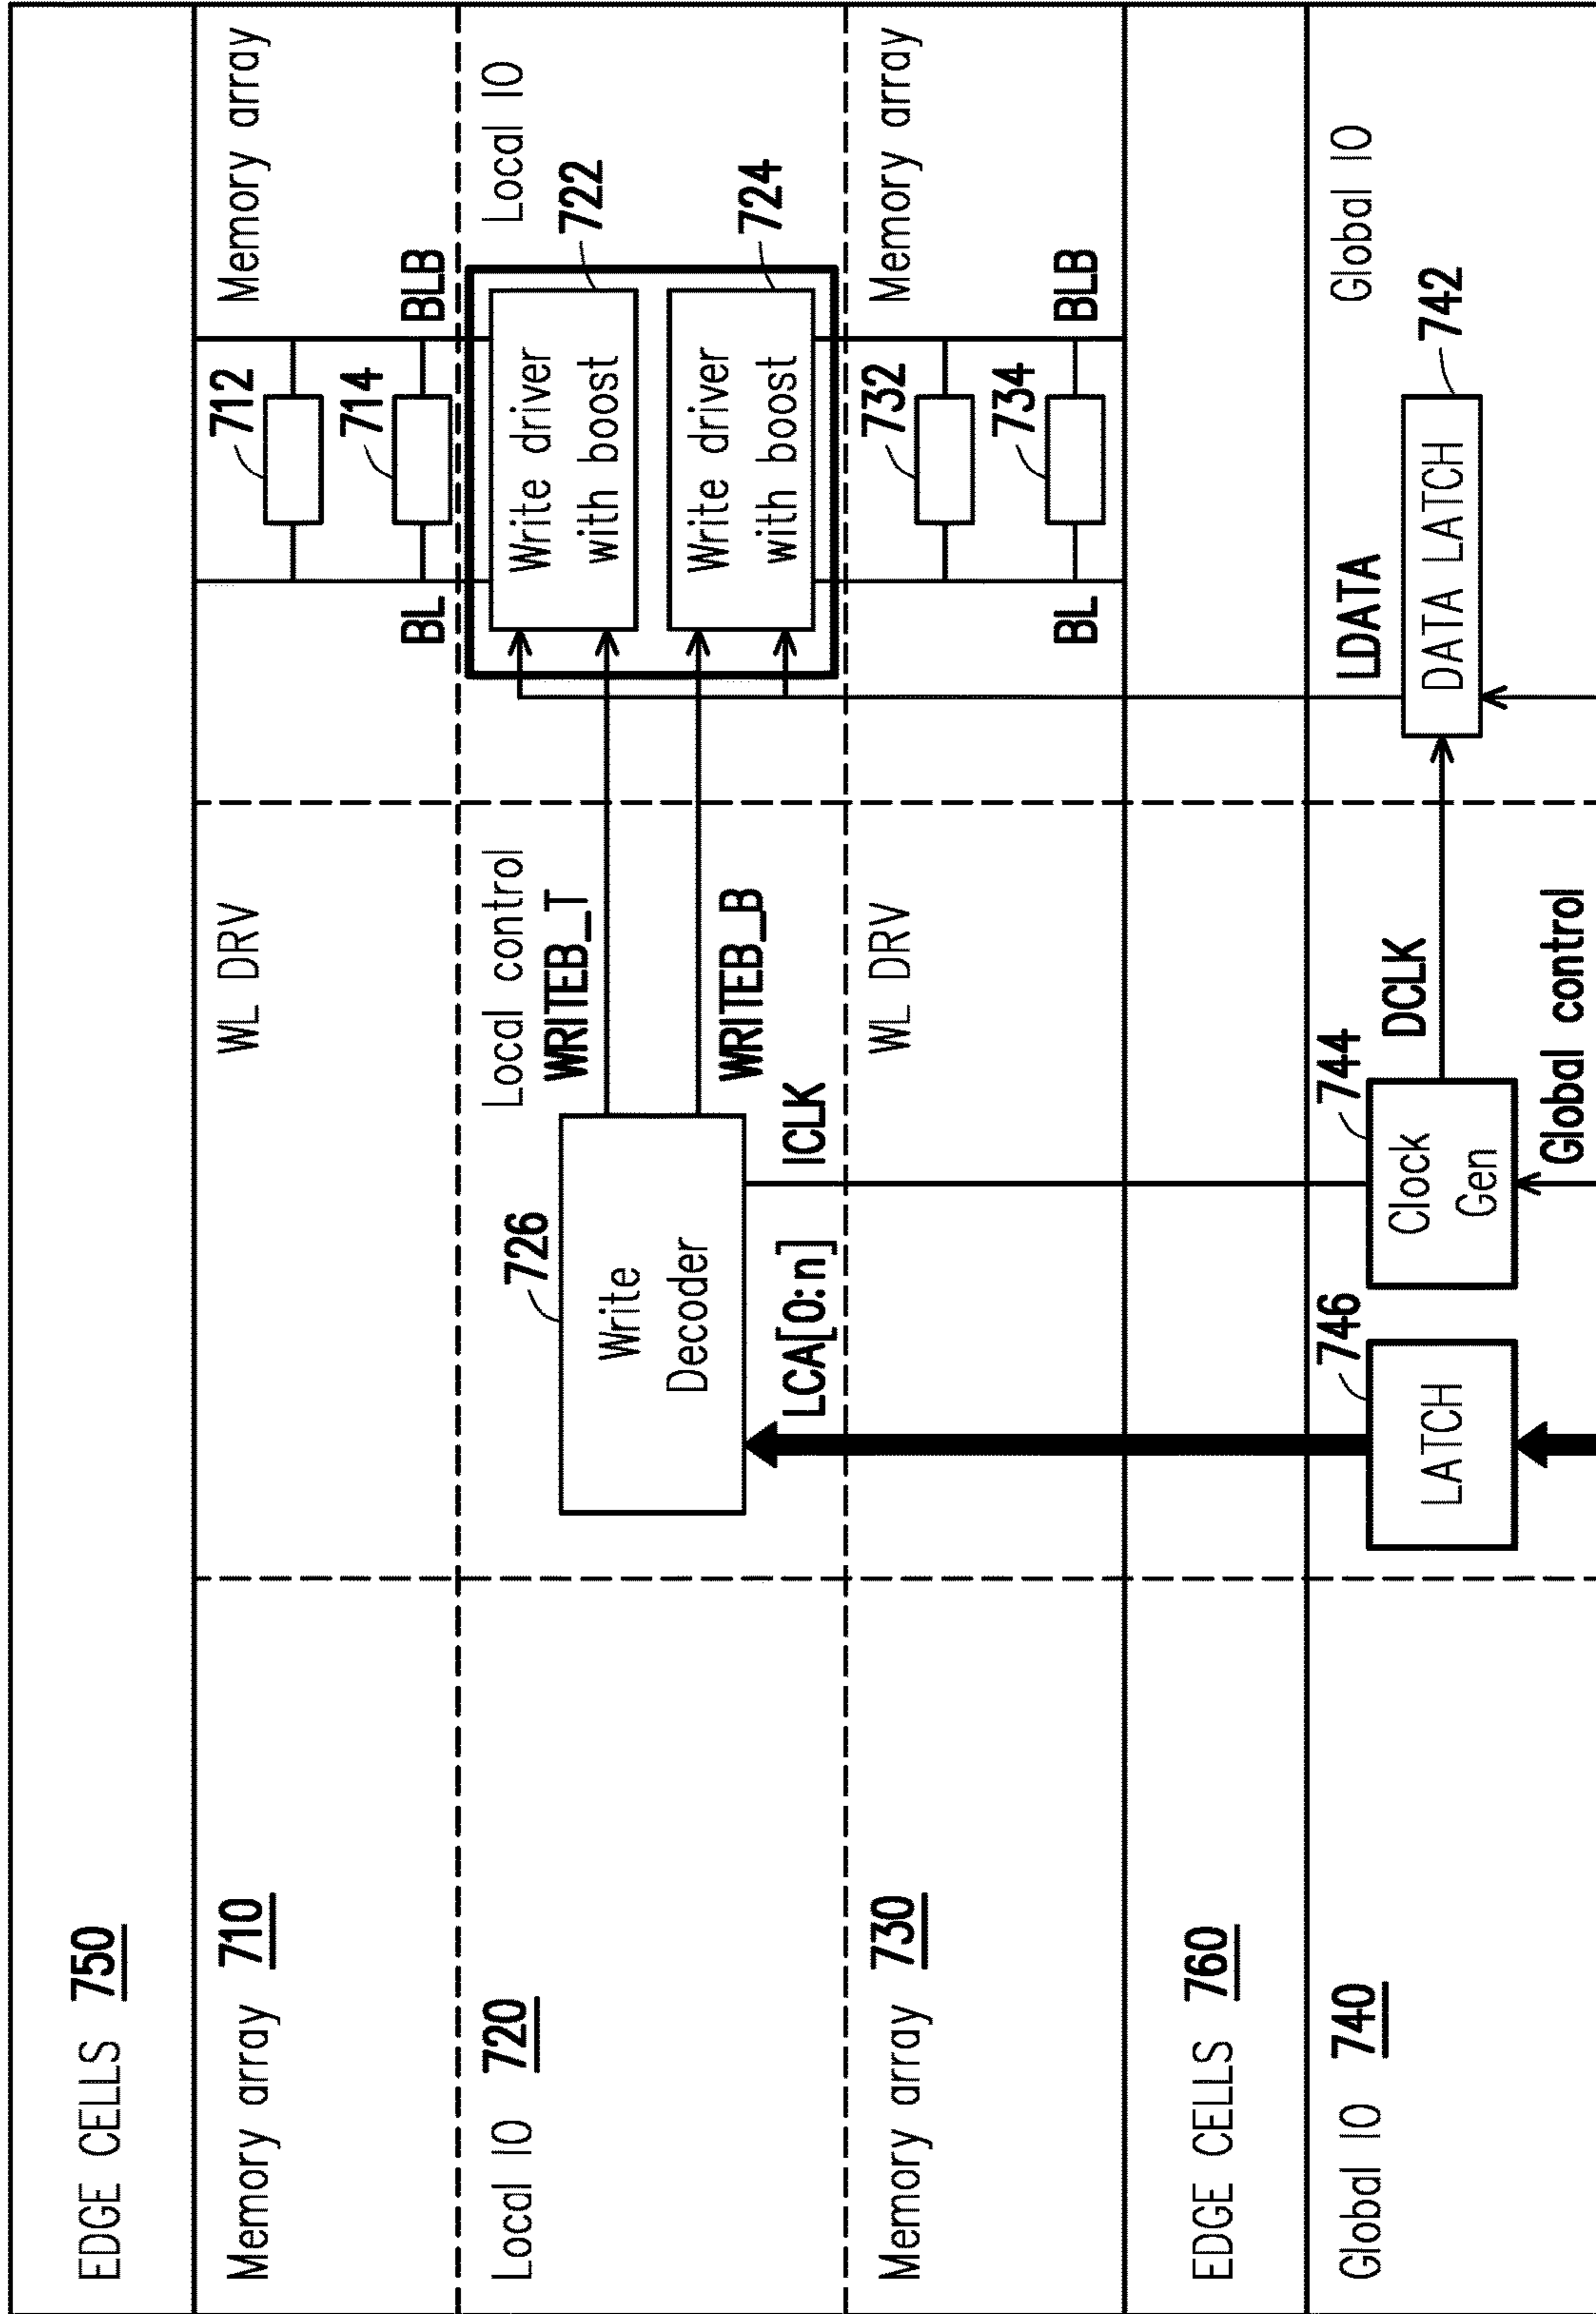 EDGE CELLS 750
Memory array 710
WL DRV
712
714
BL
BLB
Memory array
Local IO 720
726
Write
Decoder
Local control
WRITEB_T
WRITEB_B
ICLK
LCA[0:n]
Write driver
with boost
Write driver
with boost
722
724
Local IO
Memory array 730
WL DRV
732
734
BL
BLB
Memory array
EDGE CELLS 760
Global IO 740
746
LATCH
744
Clock
Gen
DCLK
Global control
LDATA
DATA LATCH
742
Global IO